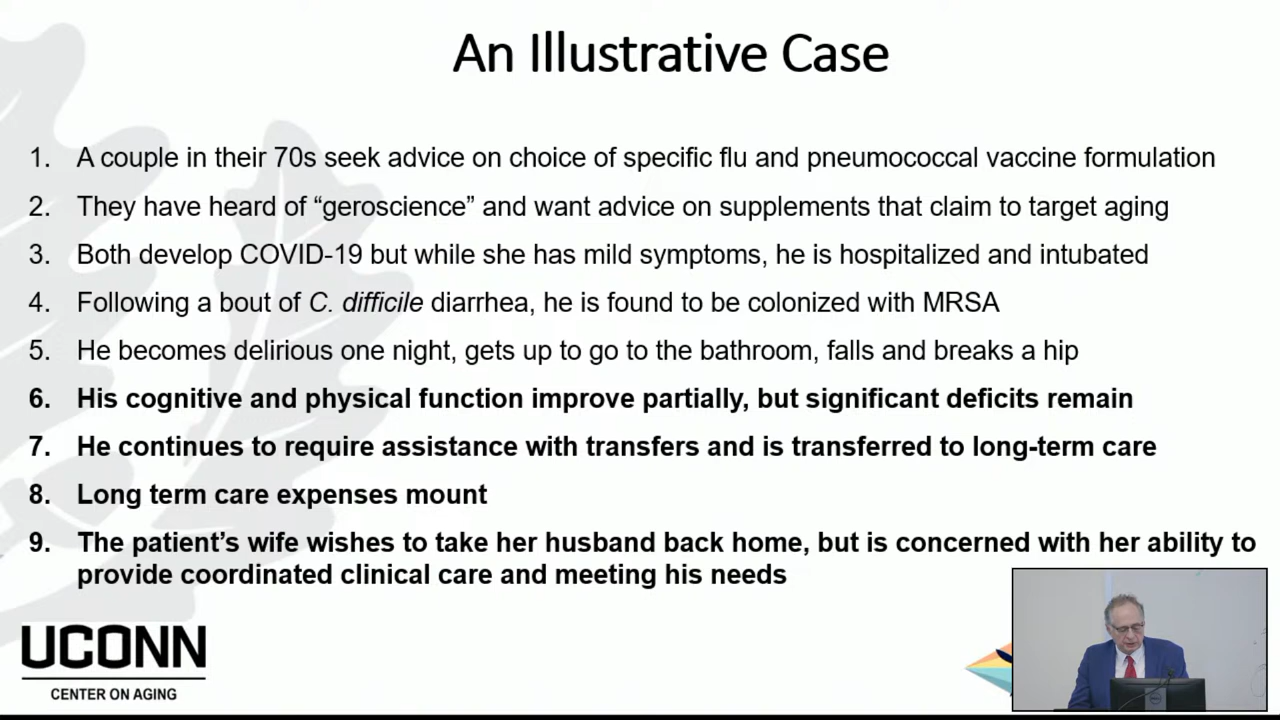 An Illustrative Case
1. A couple in their 70s seek advice on choice of specific flu and pneumococcal vaccine formulation
2. They have heard of “geroscience” and want advice on supplements that claim to target aging
3. Both develop COVID-19 but while she has mild symptoms, he is hospitalized and intubated
4. Following a bout of C. difficile diarrhea, he is found to be colonized with MRSA
5. He becomes delirious one night, gets up to go to the bathroom, falls and breaks a hip
6. His cognitive and physical function improve partially, but significant deficits remain
7. He continues to require assistance with transfers and is transferred to long-term care
8. Long term care expenses mount
9. The patient’s wife wishes to take her husband back home, but is concerned with her ability to
provide coordinated clinical care and meeting his needs
UCONN
CENTER ON AGING